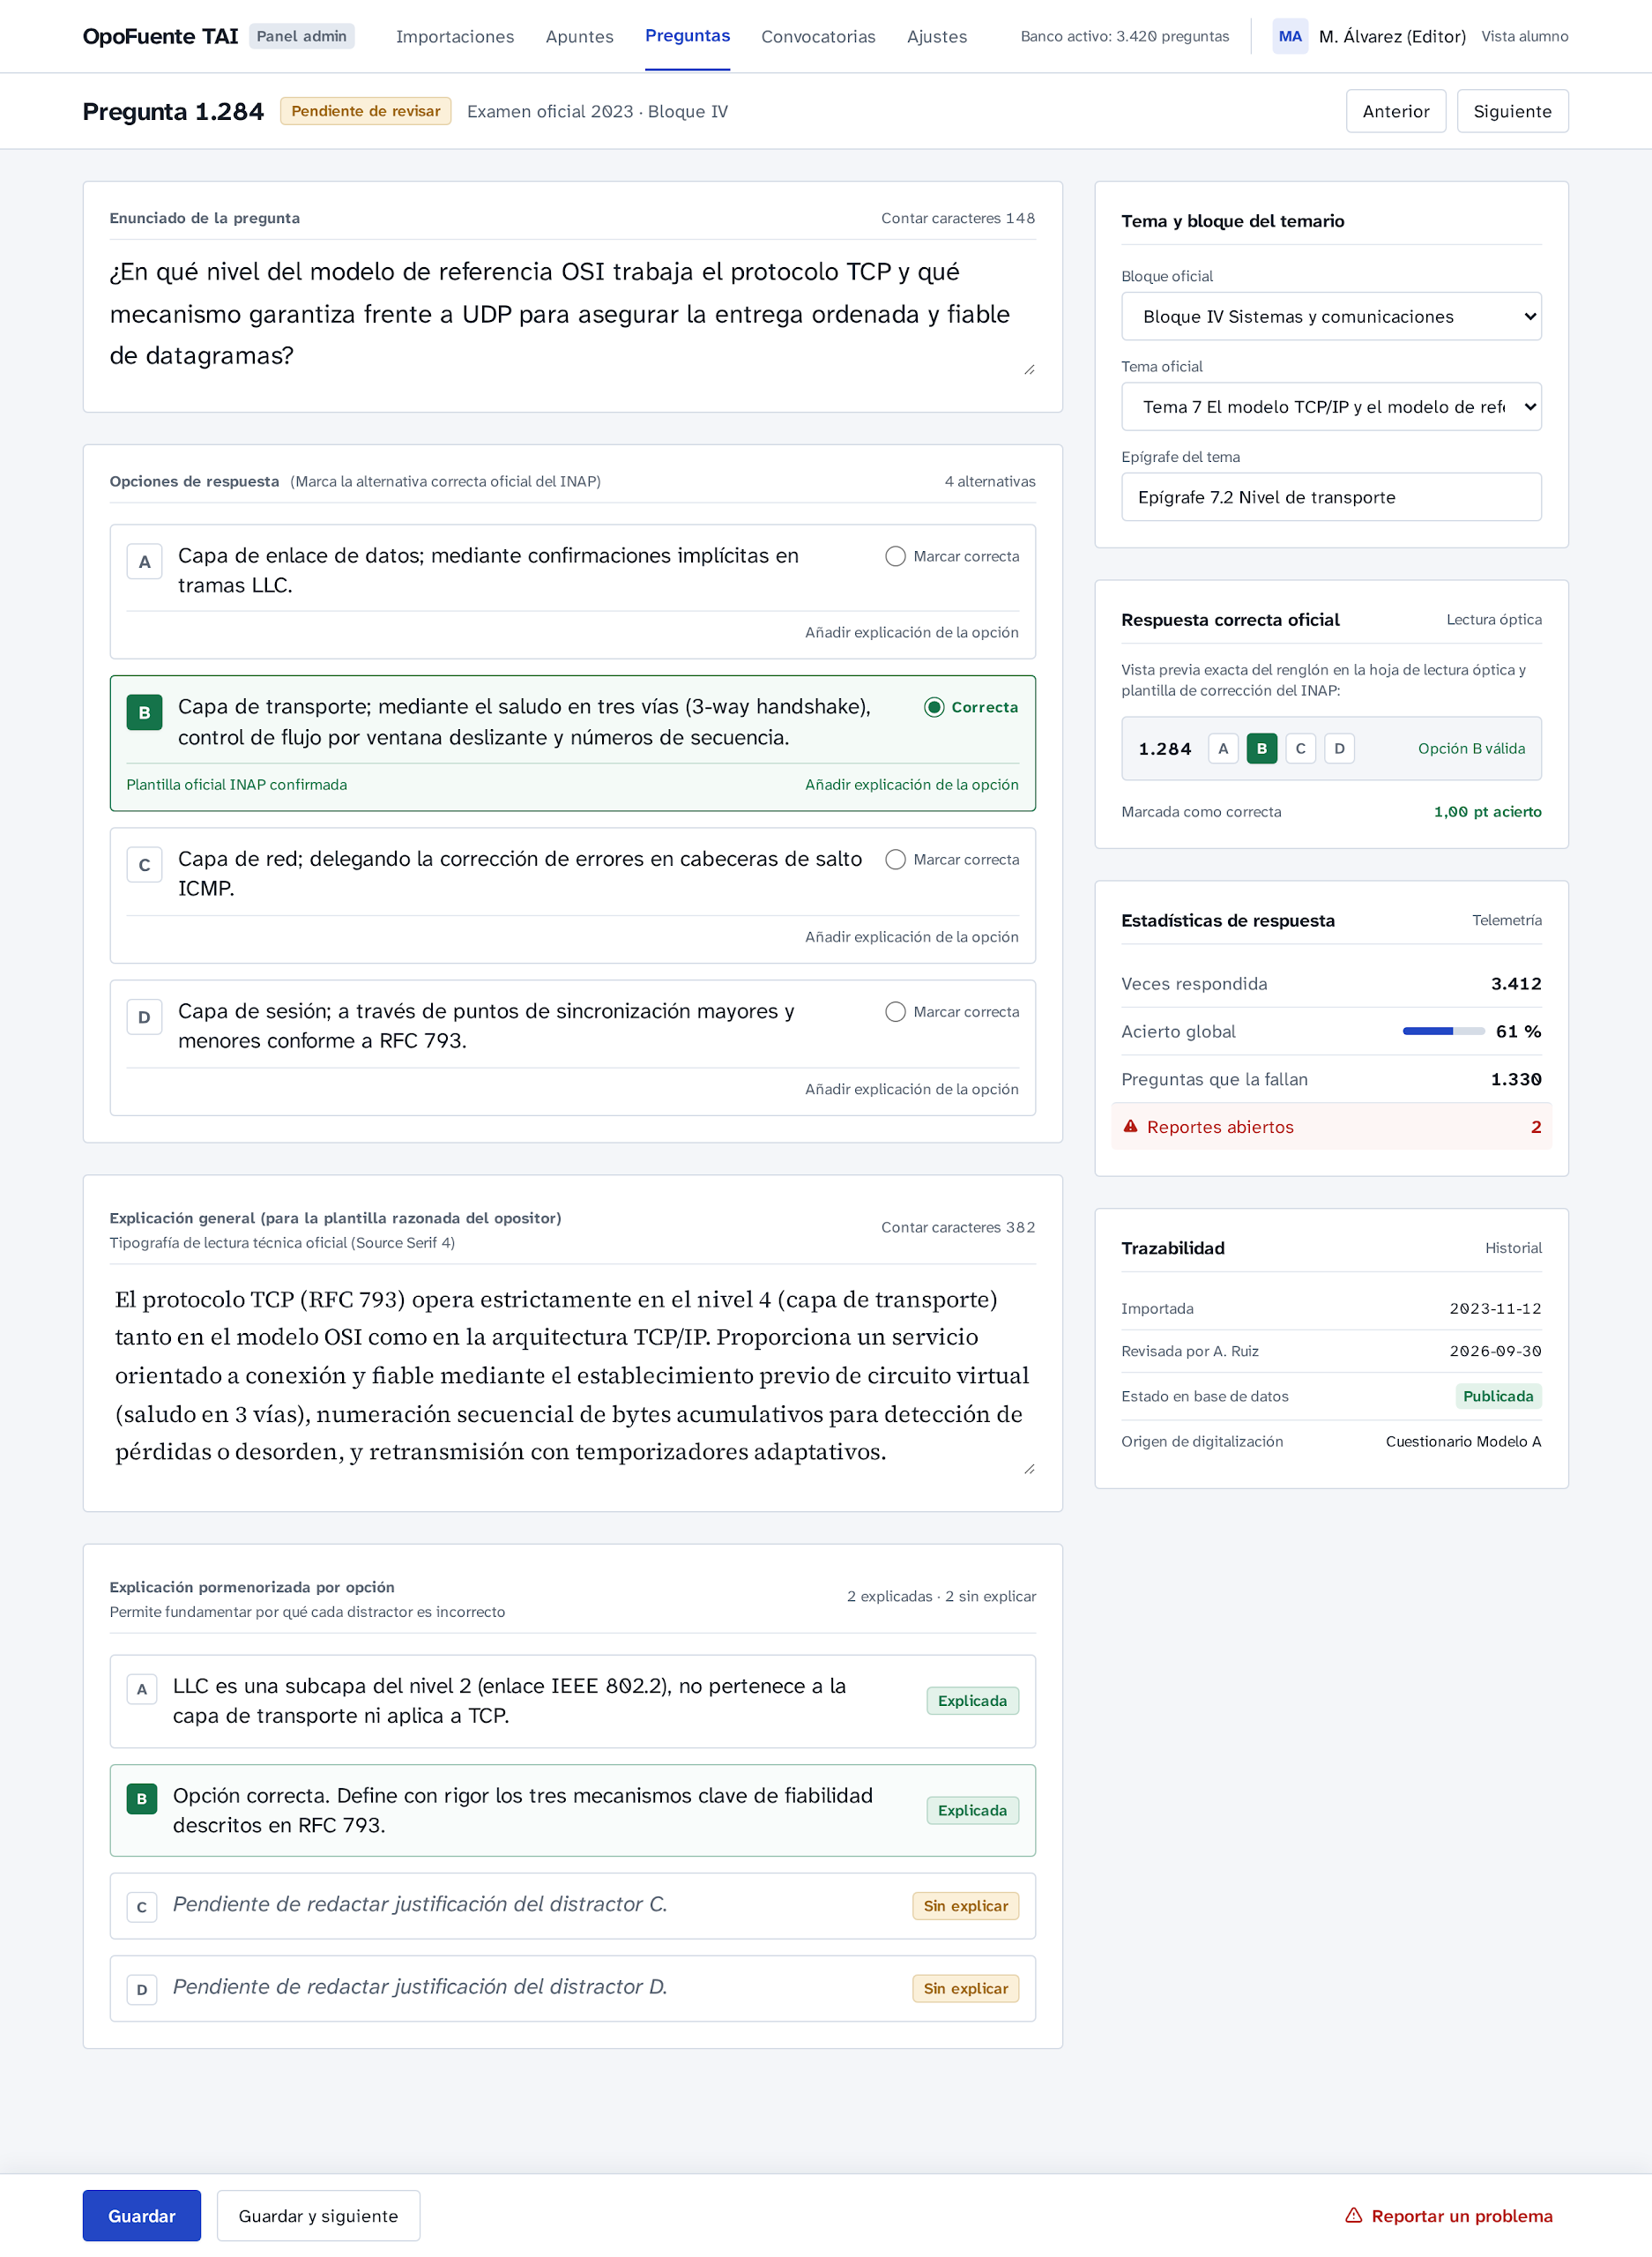 OpoFuente TAI Panel admin Importaciones Apuntes Preguntas Convocatorias Ajustes Banco activo: 3.420 preguntas MA M. Álvarez (Editor) Vista alumno
Pregunta 1.284 Pendiente de revisar Examen oficial 2023 · Bloque IV Anterior Siguiente
Enunciado de la pregunta Contar caracteres 148
¿En qué nivel del modelo de referencia OSI trabaja el protocolo TCP y qué
mecanismo garantiza frente a UDP para asegurar la entrega ordenada y fiable
de datagramas?
Opciones de respuesta (Marca la alternativa correcta oficial del INAP) 4 alternativas
A Capa de enlace de datos; mediante confirmaciones implícitas en Marcar correcta
tramas LLC.
Añadir explicación de la opción
B Capa de transporte; mediante el saludo en tres vías (3-way handshake), Correcta
control de flujo por ventana deslizante y números de secuencia.
Plantilla oficial INAP confirmada Añadir explicación de la opción
C Capa de red; delegando la corrección de errores en cabeceras de salto Marcar correcta
ICMP.
Añadir explicación de la opción
D Capa de sesión; a través de puntos de sincronización mayores y Marcar correcta
menores conforme a RFC 793.
Añadir explicación de la opción
Explicación general (para la plantilla razonada del opositor) Contar caracteres 382
Tipografía de lectura técnica oficial (Source Serif 4)
El protocolo TCP (RFC 793) opera estrictamente en el nivel 4 (capa de transporte)
tanto en el modelo OSI como en la arquitectura TCP/IP. Proporciona un servicio
orientado a conexión y fiable mediante el establecimiento previo de circuito virtual
(saludo en 3 vías), numeración secuencial de bytes acumulativos para detección de
pérdidas o desorden, y retransmisión con temporizadores adaptativos.
Explicación pormenorizada por opción 2 explicadas · 2 sin explicar
Permite fundamentar por qué cada distractor es incorrecto
A LLC es una subcapa del nivel 2 (enlace IEEE 802.2), no pertenece a la Explicada
capa de transporte ni aplica a TCP.
B Opción correcta. Define con rigor los tres mecanismos clave de fiabilidad Explicada
descritos en RFC 793.
C Pendiente de redactar justificación del distractor C. Sin explicar
D Pendiente de redactar justificación del distractor D. Sin explicar
Tema y bloque del temario
Bloque oficial
Bloque IV Sistemas y comunicaciones
Tema oficial
Tema 7 El modelo TCP/IP y el modelo de refe
Epígrafe del tema
Epígrafe 7.2 Nivel de transporte
Respuesta correcta oficial Lectura óptica
Vista previa exacta del renglón en la hoja de lectura óptica y
plantilla de corrección del INAP:
1.284 A B C D Opción B válida
Marcada como correcta 1,00 pt acierto
Estadísticas de respuesta Telemetría
Veces respondida 3.412
Acierto global 61 %
Preguntas que la fallan 1.330
Reportes abiertos 2
Trazabilidad Historial
Importada 2023-11-12
Revisada por A. Ruiz 2026-09-30
Estado en base de datos Publicada
Origen de digitalización Cuestionario Modelo A
Guardar Guardar y siguiente Reportar un problema